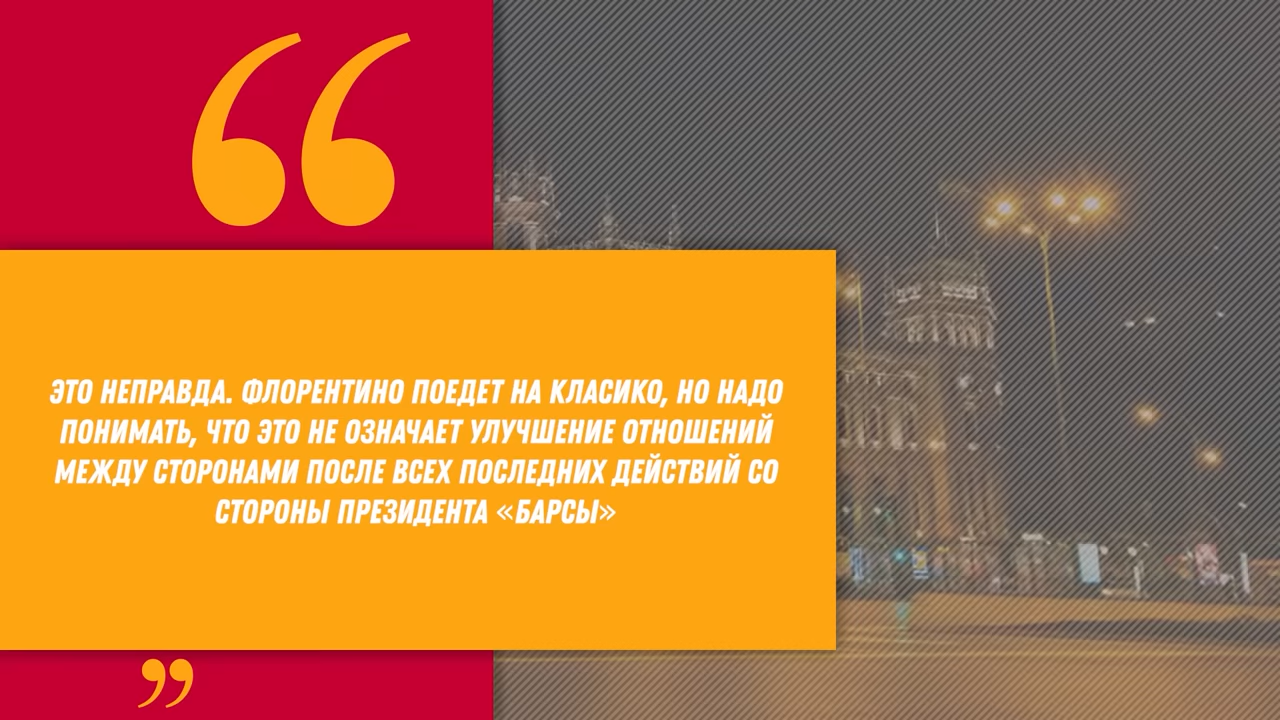 ЭТО НЕПРАВДА. ФЛОРЕНТИНО ПОЕДЕТ НА КЛАСИКО, НО НАДО
ПОНИМАТЬ, ЧТО ЭТО НЕ ОЗНАЧАЕТ УЛУЧШЕНИЕ ОТНОШЕНИЙ
МЕЖДУ СТОРОНАМИ ПОСЛЕ ВСЕХ ПОСЛЕДНИХ ДЕЙСТВИЙ СО
СТОРОНЫ ПРЕЗИДЕНТА «БАРСЫ»